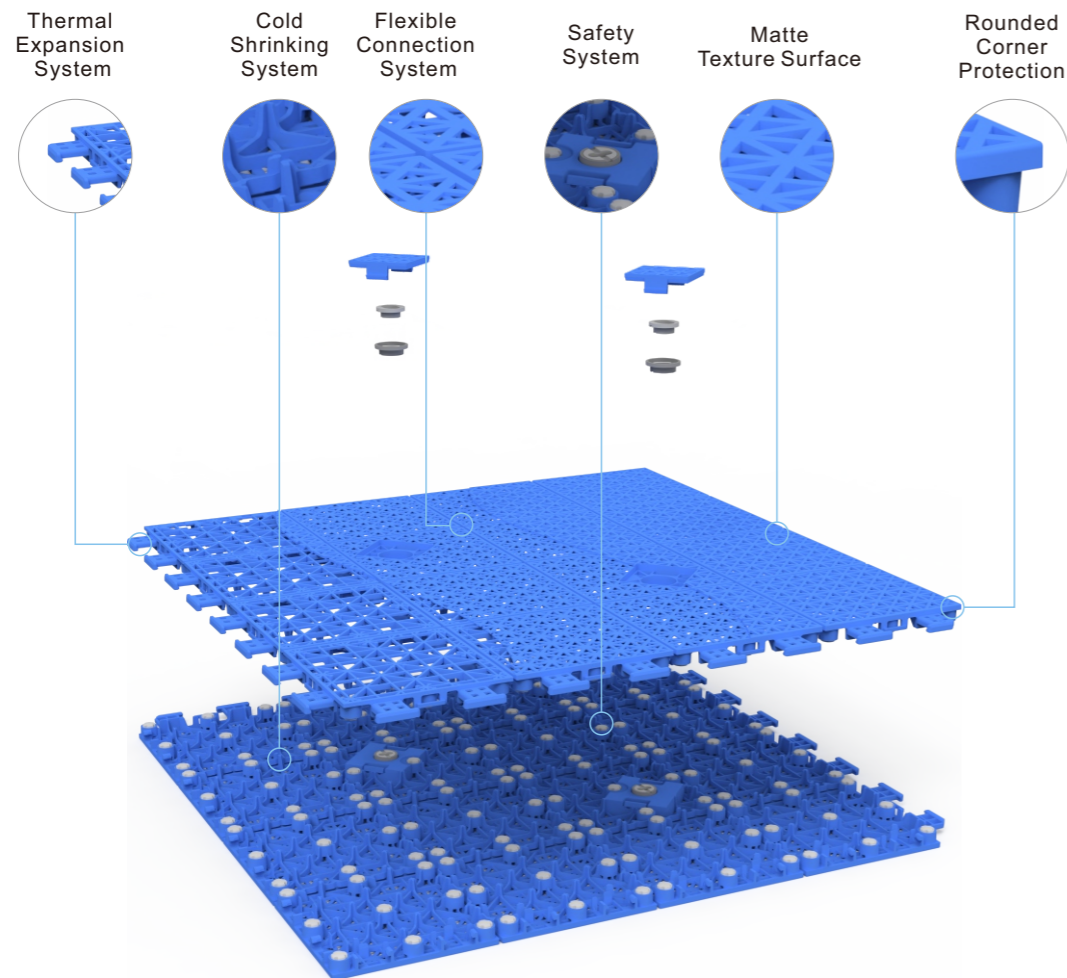 Thermal
Expansion
System
Cold
Shrinking
System
Flexible
Connection
System
Safety
System
Matte
Texture Surface
Rounded
Corner
Protection